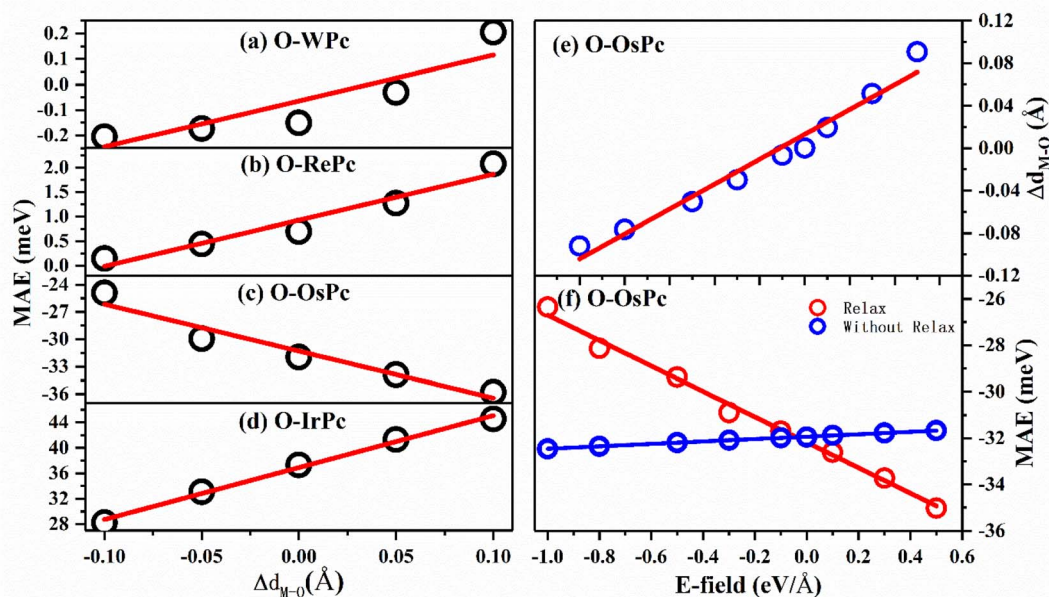 (a) O-WPc
0.2
0.1
0.0
-0.1
-0.2
(b) O-RePc
2.0
1.5
1.0
0.5
0.0
MAE (meV)
(c) O-OsPc
-24
-27
-30
-33
-36
(d) O-IrPc
44
40
36
32
28
-0.10 -0.05 0.00 0.05 0.10
Δd_M-O(Å)
(e) O-OsPc
0.12
0.08
0.04
0.00
-0.04
-0.08
-0.12
Δd_M-O (Å)
(f) O-OsPc
Relax
Without Relax
-26
-28
-30
-32
-34
-36
MAE (meV)
-1.0 -0.8 -0.6 -0.4 -0.2 0.0 0.2 0.4 0.6
E-field (eV/Å)